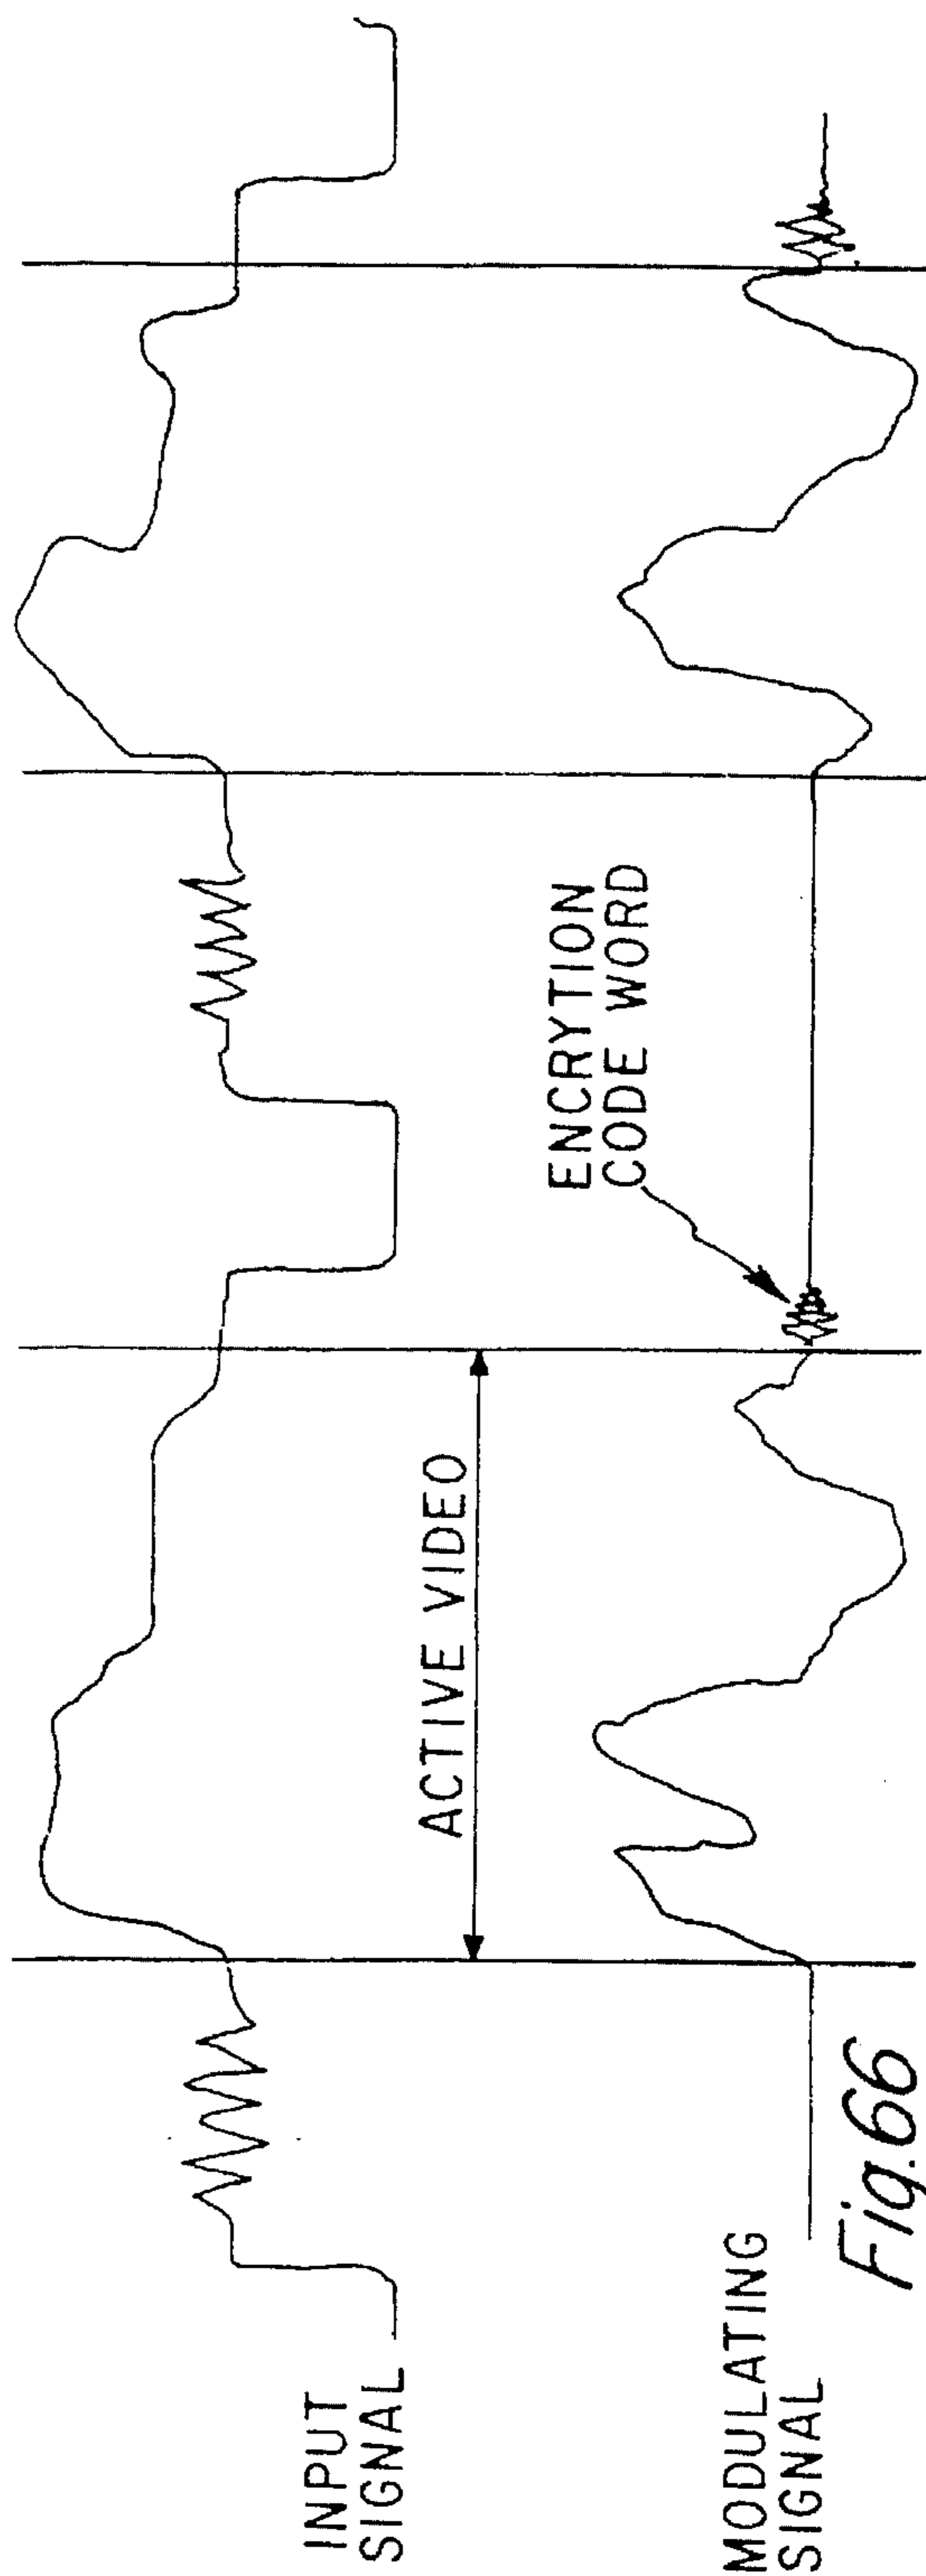 INPUT
SIGNAL
ACTIVE VIDEO
ENCRYTION
CODE WORD
MODULATING
SIGNAL
Fig.66